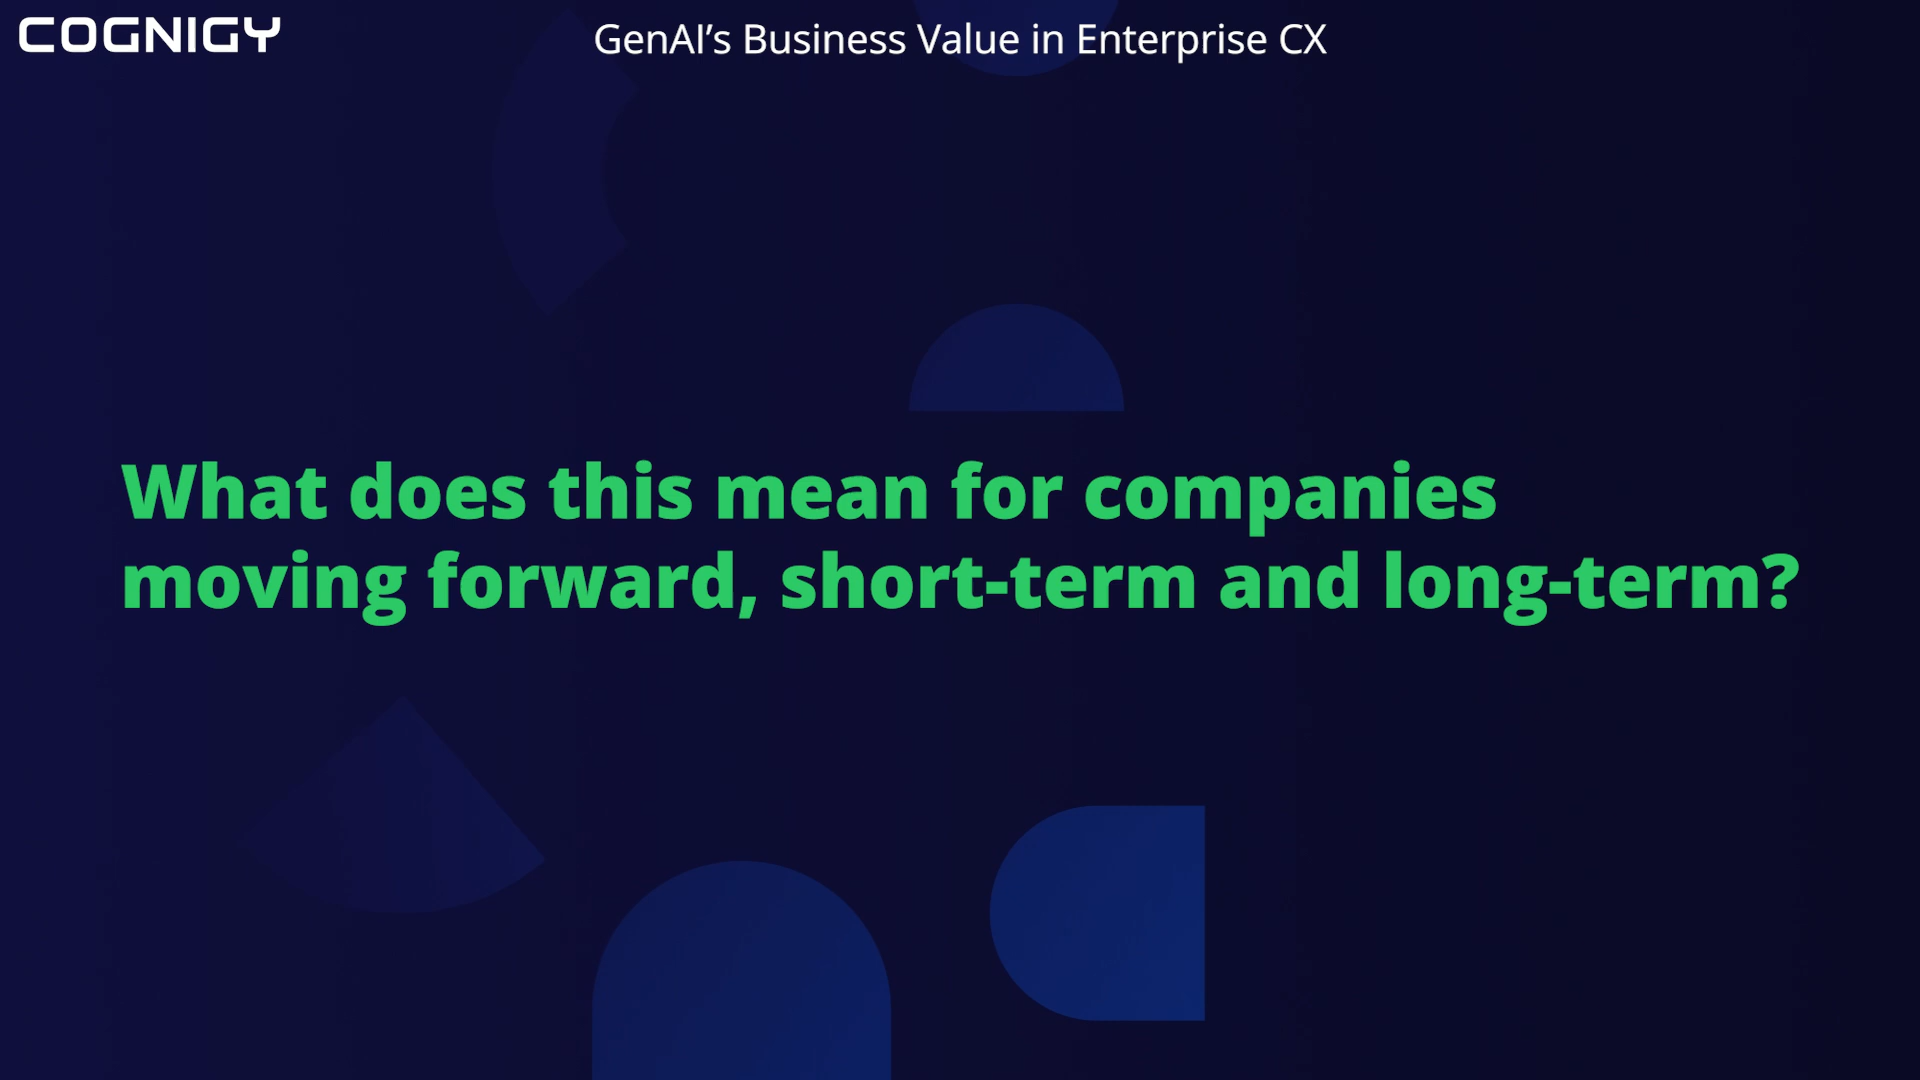 COGNIGY
GenAI’s Business Value in Enterprise CX
What does this mean for companies
moving forward, short-term and long-term?